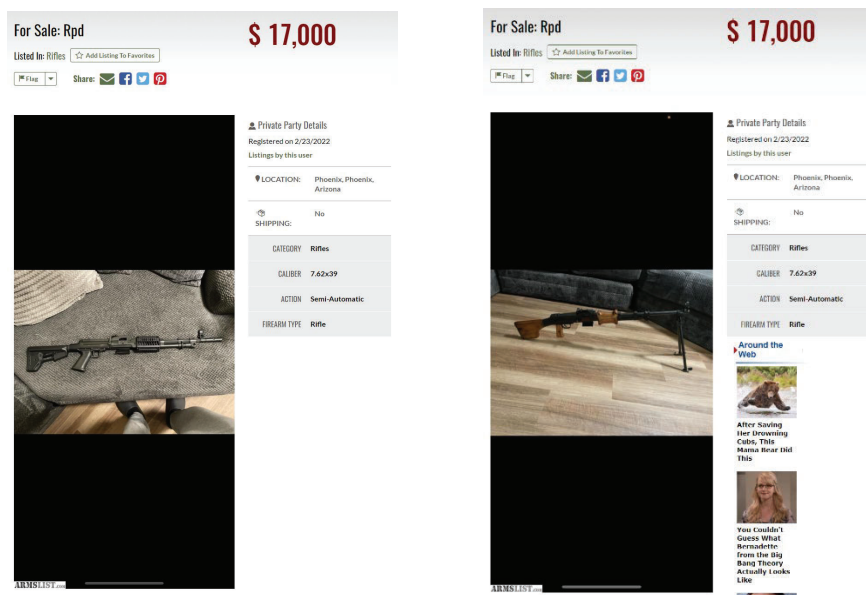 For Sale: Rpd
$ 17,000
Listed In: Rifles
Add Listing To Favorites
Flag
Share:
Private Party Details
Registered on 2/23/2022
Listings by this user
LOCATION: Phoenix, Phoenix,
Arizona
SHIPPING: No
CATEGORY Rifles
CALIBER 7.62x39
ACTION Semi-Automatic
FIREARM TYPE Rifle
ARMSLIST.com
For Sale: Rpd
$ 17,000
Listed In: Rifles
Add Listing To Favorites
Flag
Share:
Private Party Details
Registered on 2/23/2022
Listings by this user
LOCATION: Phoenix, Phoenix,
Arizona
SHIPPING: No
CATEGORY Rifles
CALIBER 7.62x39
ACTION Semi-Automatic
FIREARM TYPE Rifle
Around the
Web
After Saving
Her Drowning
Cubs, This
Mama Bear Did
This
You Couldn't
Guess What
Bernadette
from the Big
Bang Theory
Actually Looks
Like
ARMSLIST.com